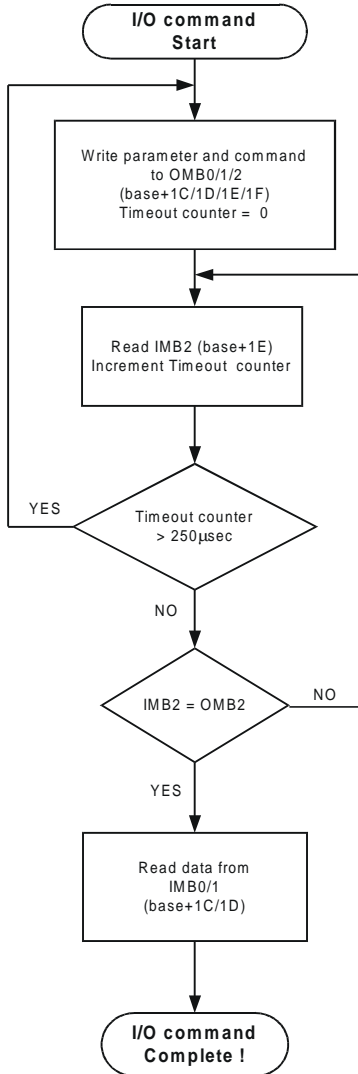 I/O command
Start
Write parameter and command
to OMB0/1/2
(base+1C/1D/1E/1F)
Timeout counter = 0
Read IMB2 (base+1E)
Increment Timeout counter
YES
Timeout counter
> 250µsec
NO
IMB2 = OMB2
NO
YES
Read data from
IMB0/1
(base+1C/1D)
I/O command
Complete !